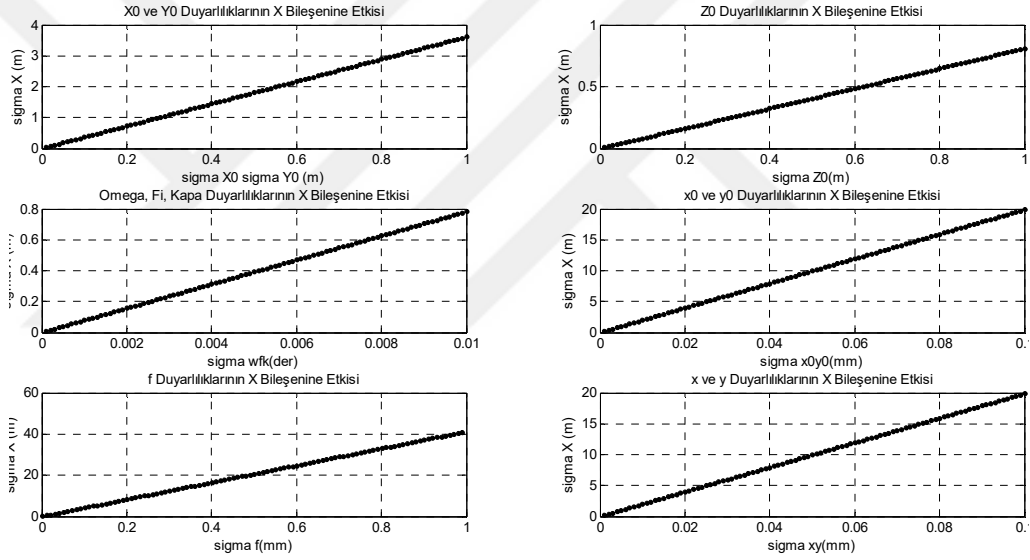 X0 ve Y0 Duyarlılıklarının X Bileşenine Etkisi
sigma X (m)
4
3
2
1
0
0 0.2 0.4 0.6 0.8 1
sigma X0 sigma Y0 (m)
Z0 Duyarlılıklarının X Bileşenine Etkisi
sigma X (m)
1
0.5
0
0 0.2 0.4 0.6 0.8 1
sigma Z0(m)
Omega, Fi, Kapa Duyarlılıklarının X Bileşenine Etkisi
0.8
0.6
0.4
0.2
0
0 0.002 0.004 0.006 0.008 0.01
sigma wfk(der)
x0 ve y0 Duyarlılıklarının X Bileşenine Etkisi
sigma X (m)
20
15
10
5
0
0 0.02 0.04 0.06 0.08 0.1
sigma x0y0(mm)
f Duyarlılıklarının X Bileşenine Etkisi
sigma X (m)
60
40
20
0
0 0.2 0.4 0.6 0.8 1
sigma f(mm)
x ve y Duyarlılıklarının X Bileşenine Etkisi
sigma X (m)
20
15
10
5
0
0 0.02 0.04 0.06 0.08 0.1
sigma xy(mm)